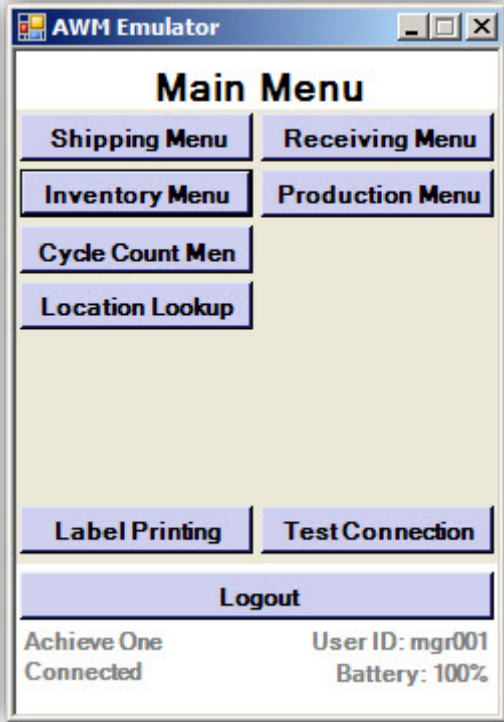 AWM Emulator
Main Menu
Shipping Menu Receiving Menu
Inventory Menu Production Menu
Cycle Count Men
Location Lookup
Label Printing Test Connection
Logout
Achieve One User ID: mgr001
Connected Battery: 100%